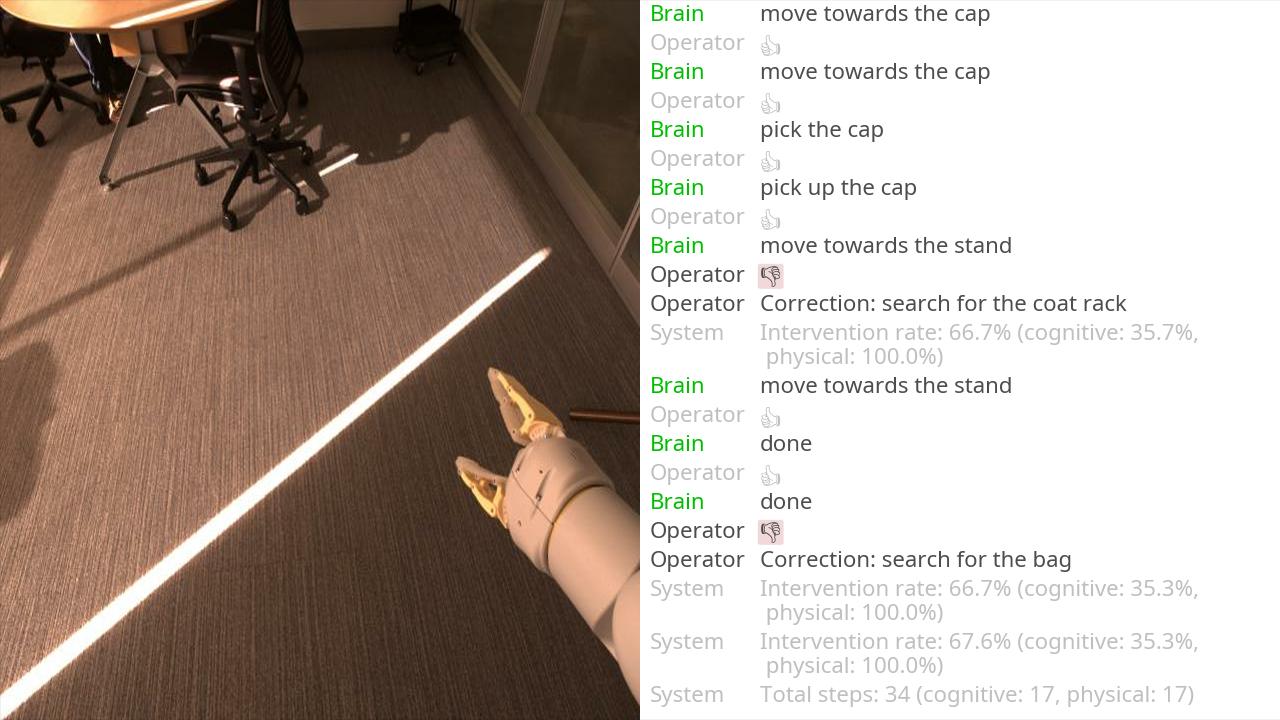 Brain move towards the cap
Operator 👍
Brain move towards the cap
Operator 👍
Brain pick the cap
Operator 👍
Brain pick up the cap
Operator 👍
Brain move towards the stand
Operator 👎
Operator Correction: search for the coat rack
System Intervention rate: 66.7% (cognitive: 35.7%,
physical: 100.0%)
Brain move towards the stand
Operator 👍
Brain done
Operator 👍
Brain done
Operator 👎
Operator Correction: search for the bag
System Intervention rate: 66.7% (cognitive: 35.3%,
physical: 100.0%)
System Intervention rate: 67.6% (cognitive: 35.3%,
physical: 100.0%)
System Total steps: 34 (cognitive: 17, physical: 17)